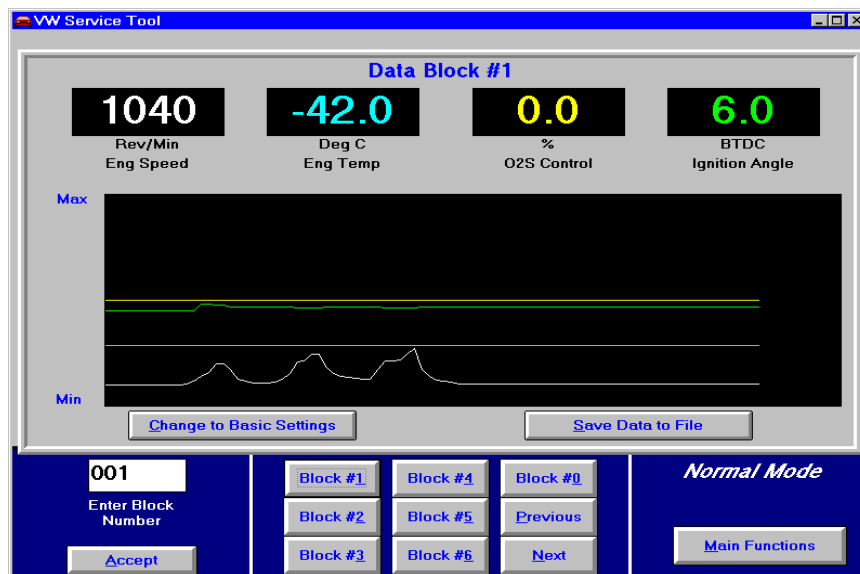 VW Service Tool
Data Block #1
1040 -42.0 0.0 6.0
Rev/Min Deg C % BTDC
Eng Speed Eng Temp O2S Control Ignition Angle
Max
Min
Change to Basic Settings Save Data to File
001
Enter Block
Number
Accept
Block #1 Block #4 Block #0
Block #2 Block #5 Previous
Block #3 Block #6 Next
Normal Mode
Main Functions